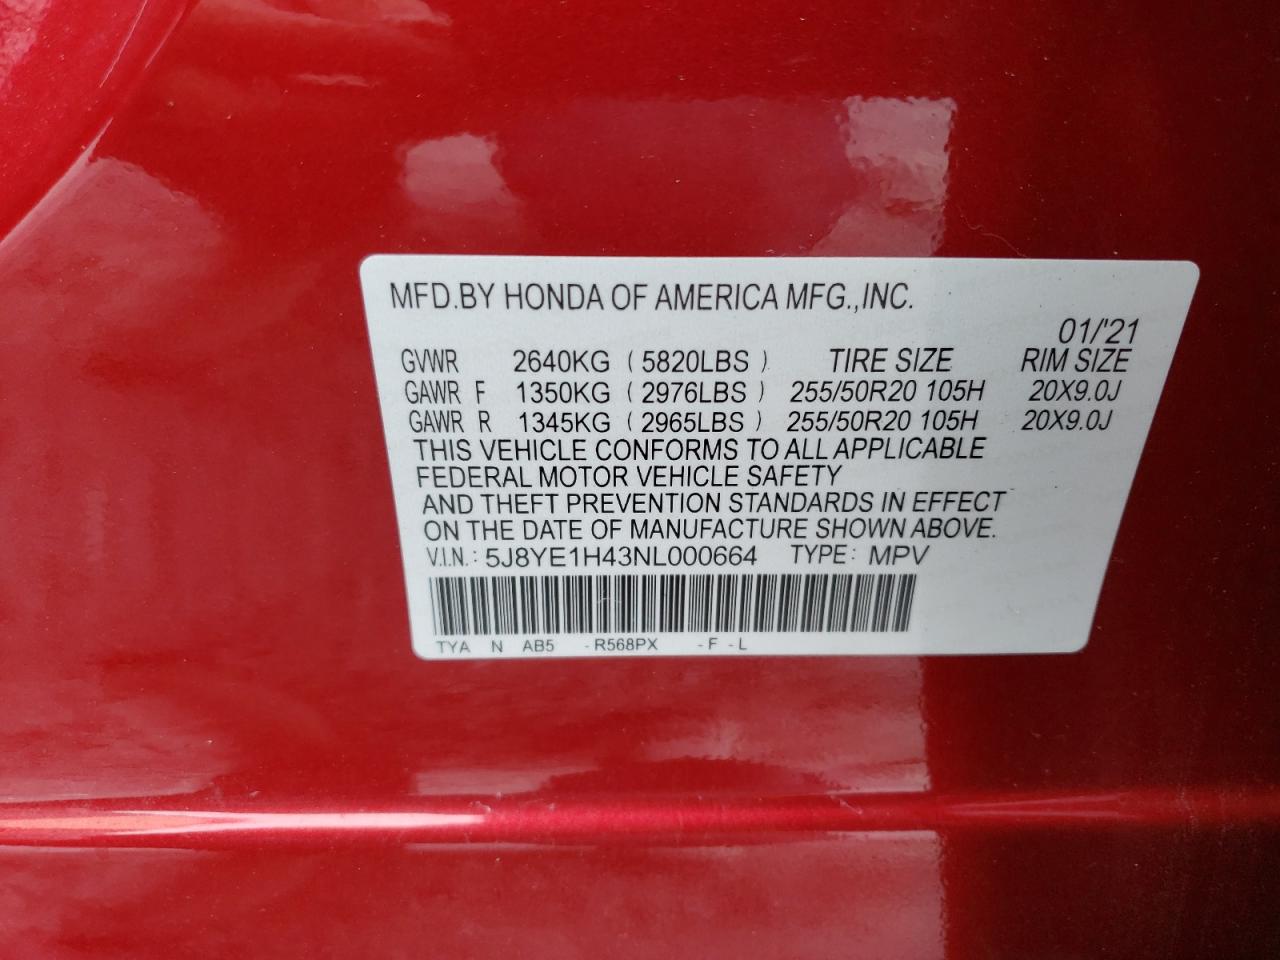 MFD.BY HONDA OF AMERICA MFG.,INC.
01/'21
GVWR 2640KG ( 5820LBS ) TIRE SIZE RIM SIZE
GAWR F 1350KG ( 2976LBS ) 255/50R20 105H 20X9.0J
GAWR R 1345KG ( 2965LBS ) 255/50R20 105H 20X9.0J
THIS VEHICLE CONFORMS TO ALL APPLICABLE
FEDERAL MOTOR VEHICLE SAFETY
AND THEFT PREVENTION STANDARDS IN EFFECT
ON THE DATE OF MANUFACTURE SHOWN ABOVE.
V.I.N.: 5J8YE1H43NL000664 TYPE: MPV
TYA N AB5 - R568PX - F - L